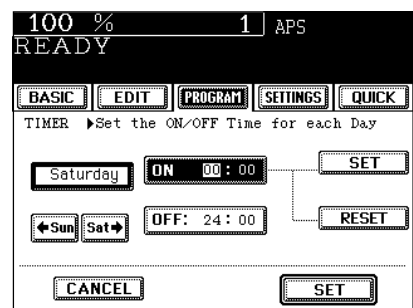 100 % 1 APS
READY
BASIC EDIT PROGRAM SETTINGS QUICK
TIMER ▶Set the ON/OFF Time for each Day
Saturday ON 00:00 SET
←Sun Sat→ OFF: 24:00 RESET
CANCEL SET